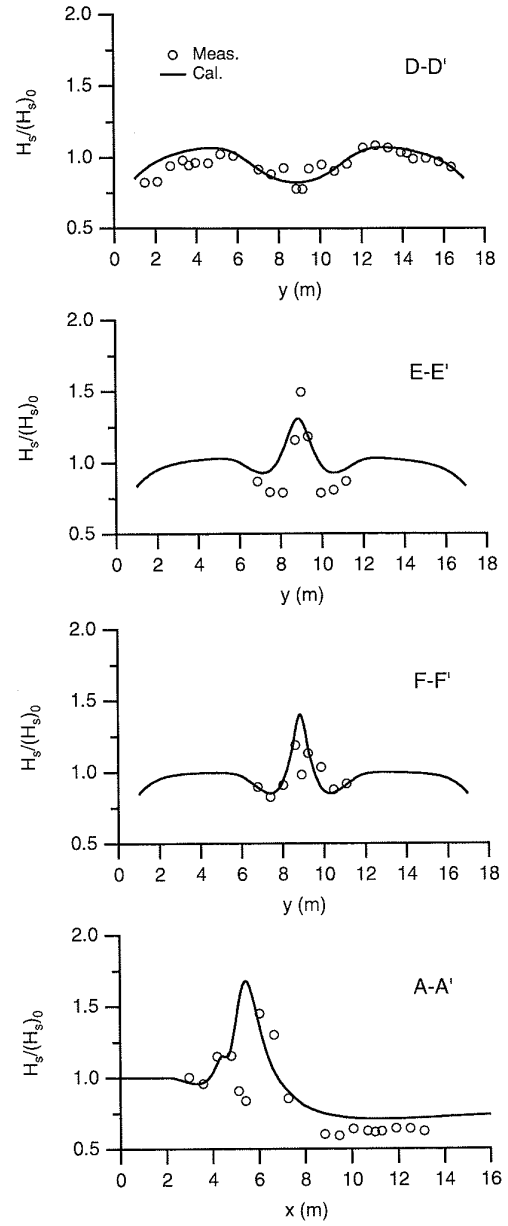 2.0
○ Meas.
— Cal.
D-D'
1.5
1.0
0.5
Hs/(Hs)0
0 2 4 6 8 10 12 14 16 18
y (m)
2.0
E-E'
1.5
1.0
0.5
Hs/(Hs)0
0 2 4 6 8 10 12 14 16 18
y (m)
2.0
F-F'
1.5
1.0
0.5
Hs/(Hs)0
0 2 4 6 8 10 12 14 16 18
y (m)
2.0
A-A'
1.5
1.0
0.5
Hs/(Hs)0
0 2 4 6 8 10 12 14 16
x (m)